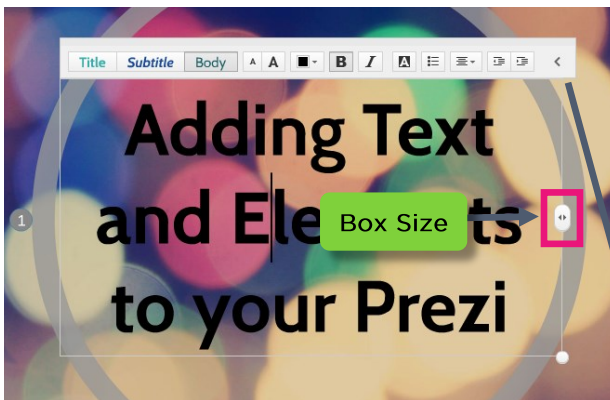 Title Subtitle Body A A B I A
Adding Text
1
and
Box Size
to your Prezi